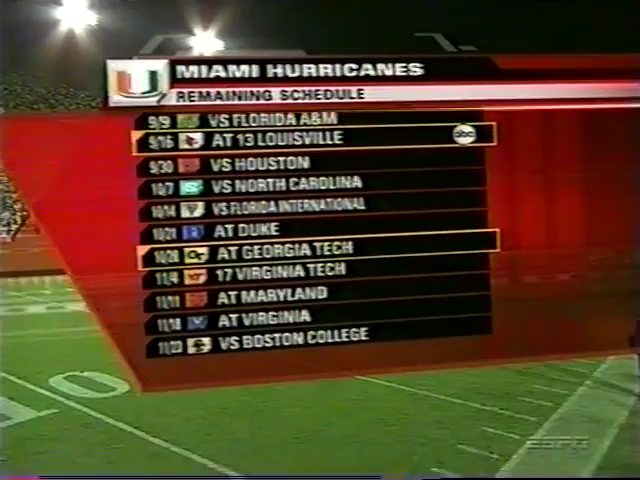 MIAMI HURRICANES
REMAINING SCHEDULE
9/9 VS FLORIDA A&M
9/16 AT 13 LOUISVILLE abc
9/30 VS HOUSTON
10/7 VS NORTH CAROLINA
10/14 VS FLORIDA INTERNATIONAL
10/21 AT DUKE
10/28 AT GEORGIA TECH
11/4 17 VIRGINIA TECH
11/11 AT MARYLAND
11/18 AT VIRGINIA
11/23 VS BOSTON COLLEGE
10
ESPN